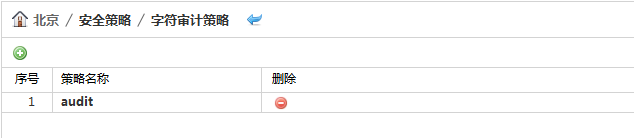 北京 / 安全策略 / 字符审计策略
序号 策略名称 删除
1 audit